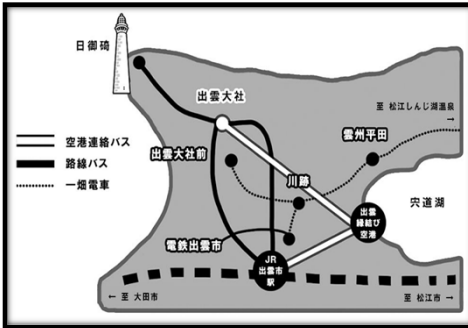 日御碕
出雲大社
至 松江しんじ湖温泉
→
空港連絡バス
路線バス
一畑電車
出雲大社前
雲州平田
川跡
宍道湖
出雲
縁結び
空港
電鉄出雲市
JR
出雲市
駅
← 至 大田市
至 松江市 →